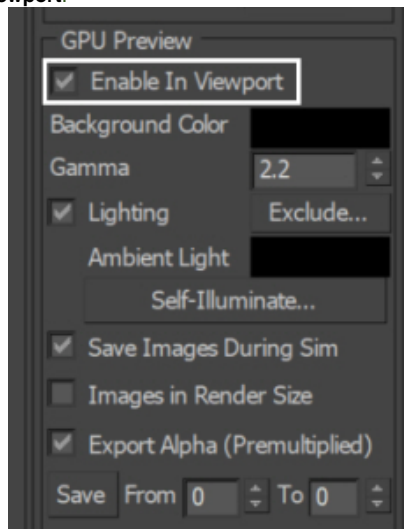 ewport.
GPU Preview
Enable In Viewport
Background Color
Gamma 2.2
Lighting Exclude...
Ambient Light
Self-Illuminate...
Save Images During Sim
Images in Render Size
Export Alpha (Premultiplied)
Save From 0 To 0